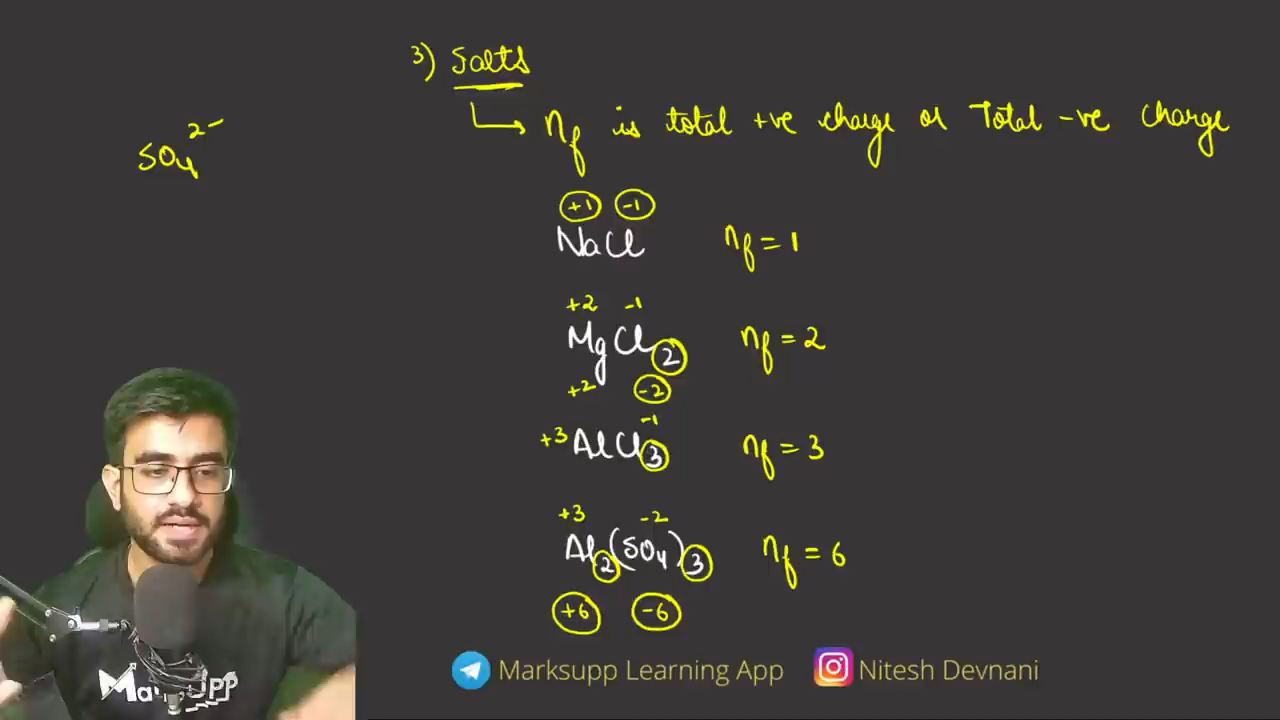 3) Salts
SO₄²⁻
nf is total +ve charge or Total -ve charge
+1 -1
NaCl nf = 1
+2 -1
MgCl2 nf = 2
+2 -2
-1
+3 AlCl3 nf = 3
+3 -2
Al2(SO4)3 nf = 6
+6 -6
MarksUPP
Marksupp Learning App Nitesh Devnani